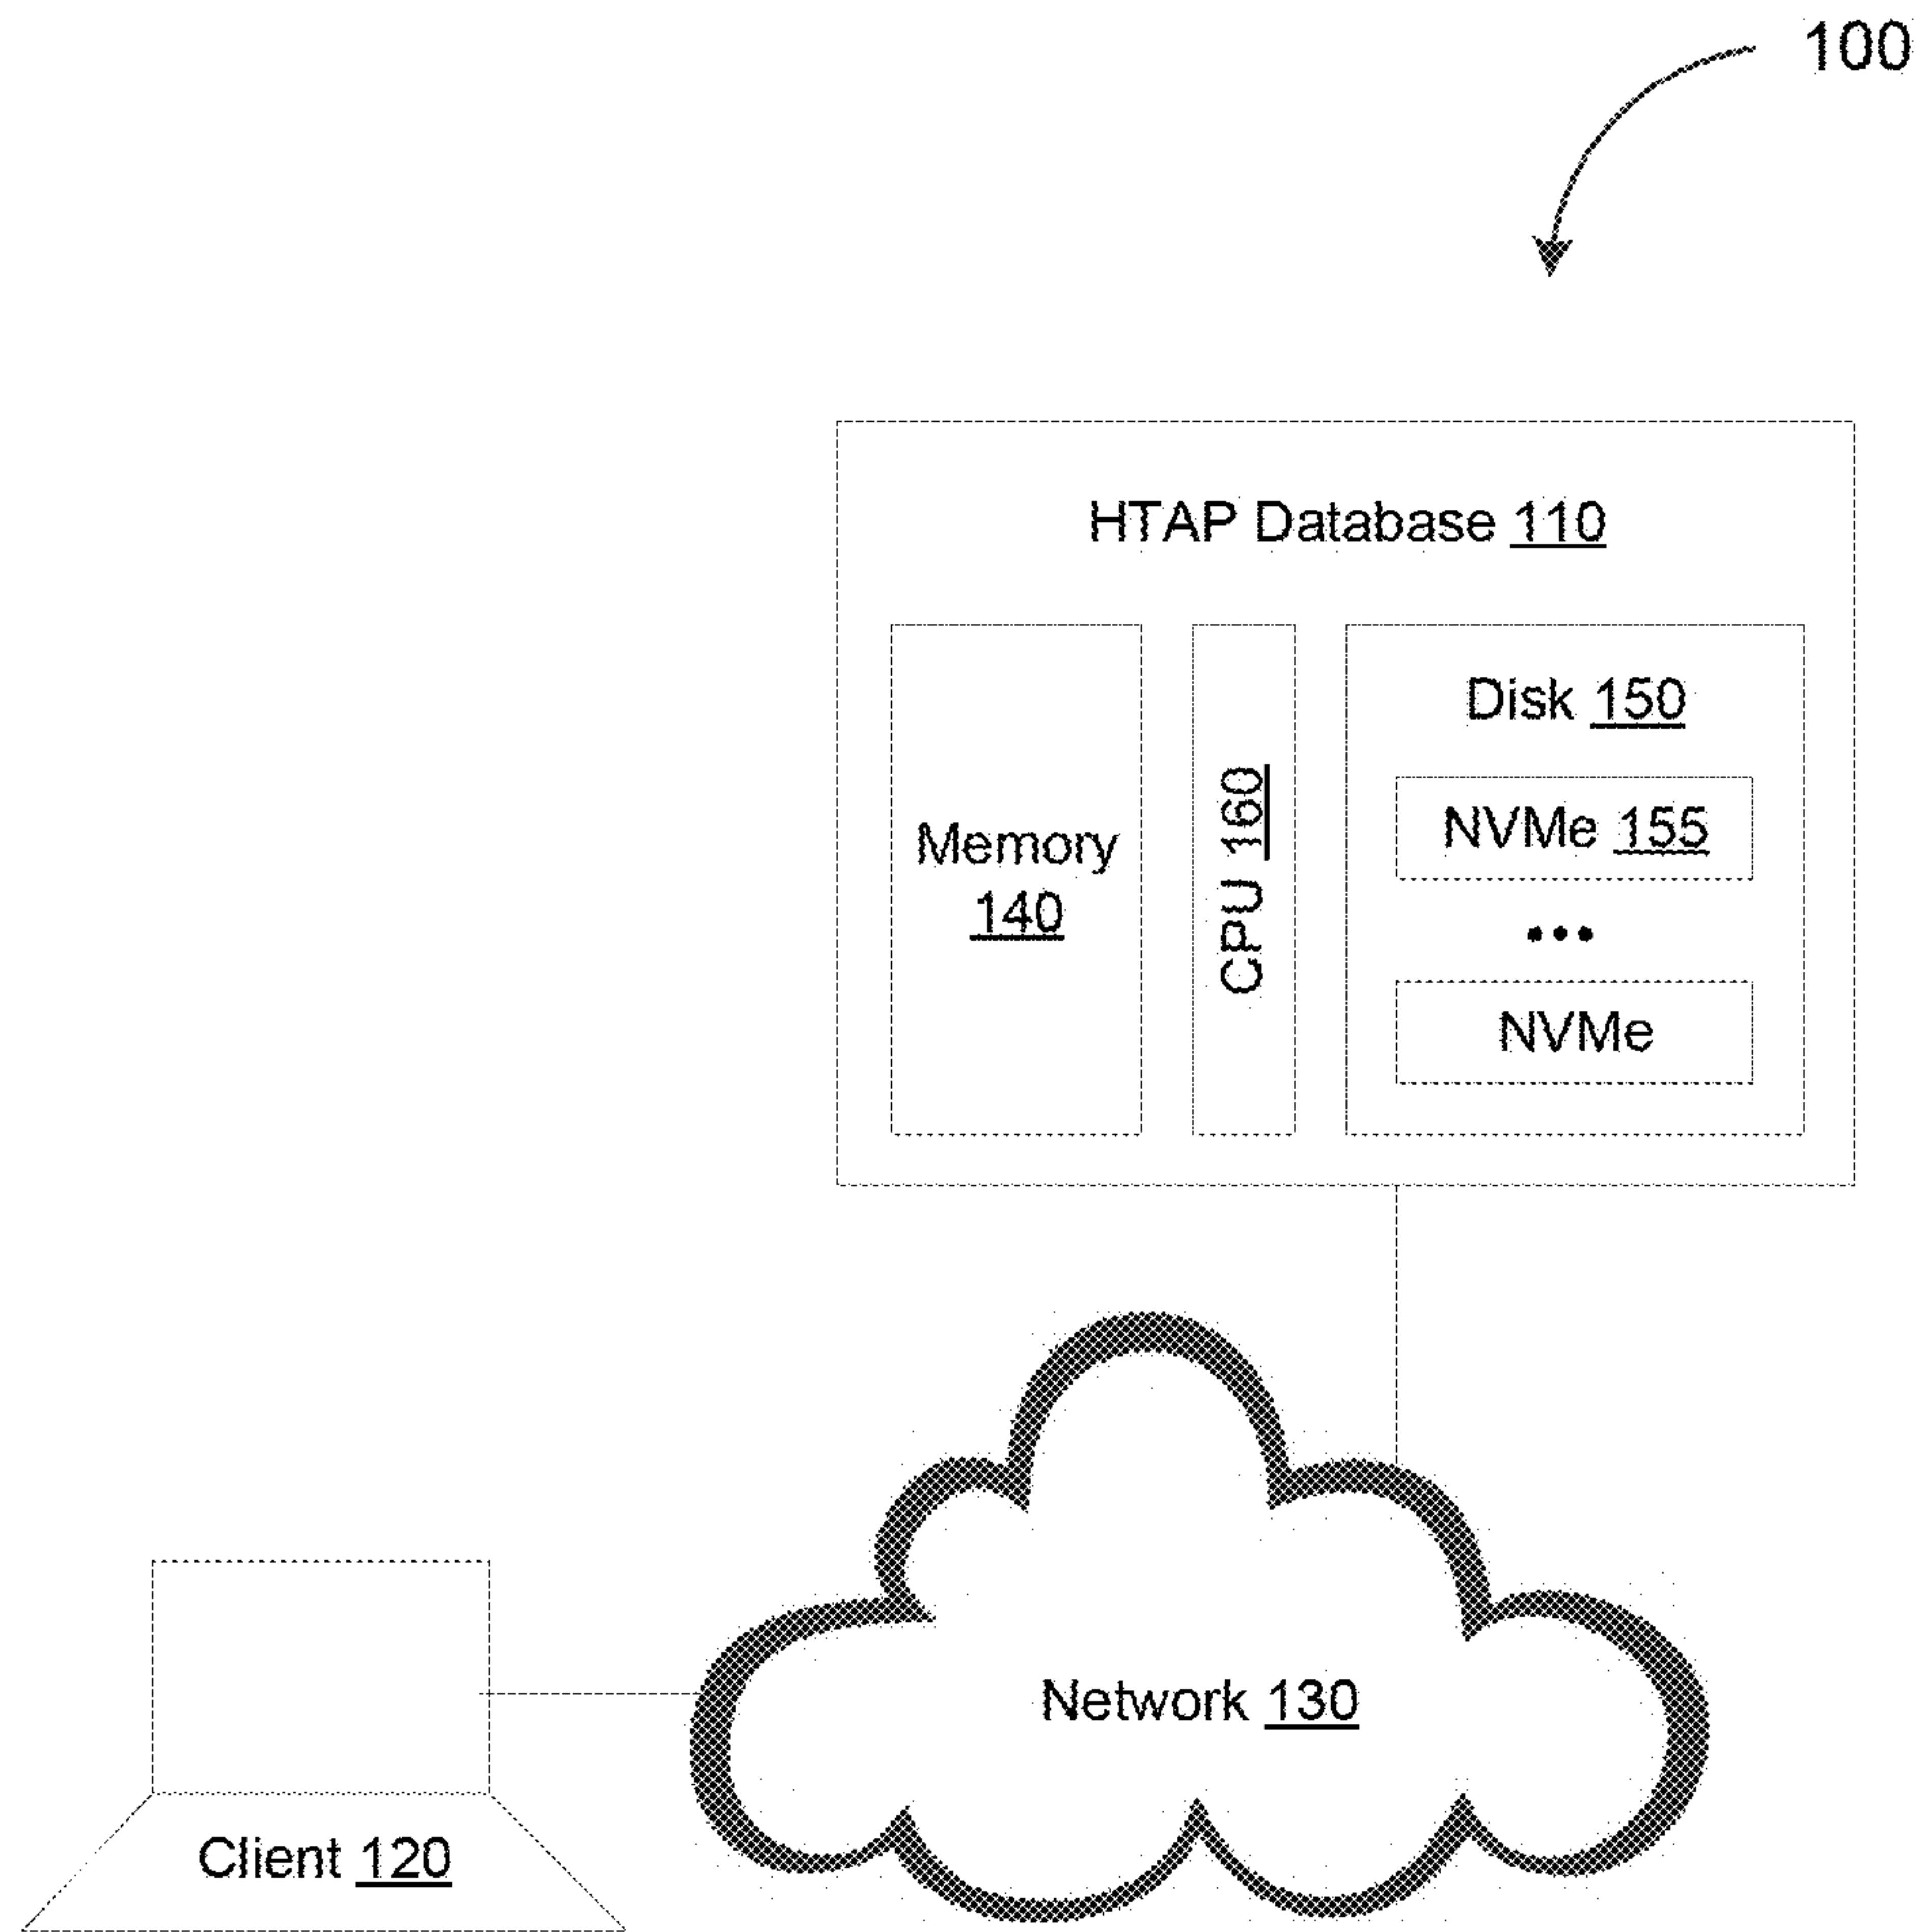 100
HTAP Database 110
Memory
140
CPU 160
Disk 150
NVMe 155
•••
NVMe
Network 130
Client 120